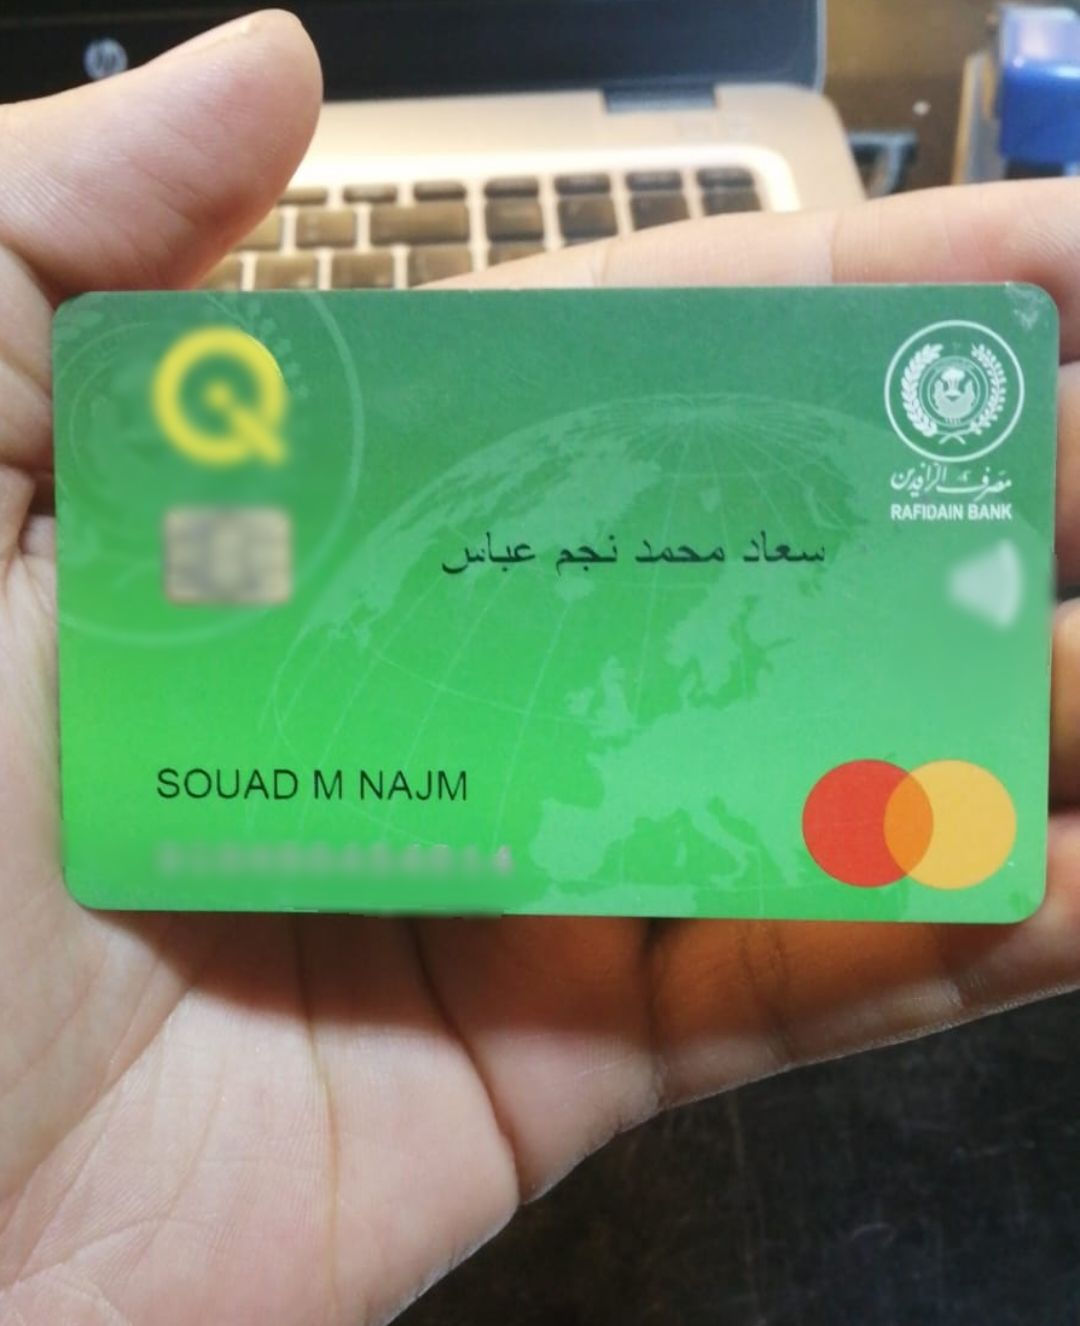 مصرف الرافدين
RAFIDAIN BANK
سعاد محمد نجم عباس
SOUAD M NAJM